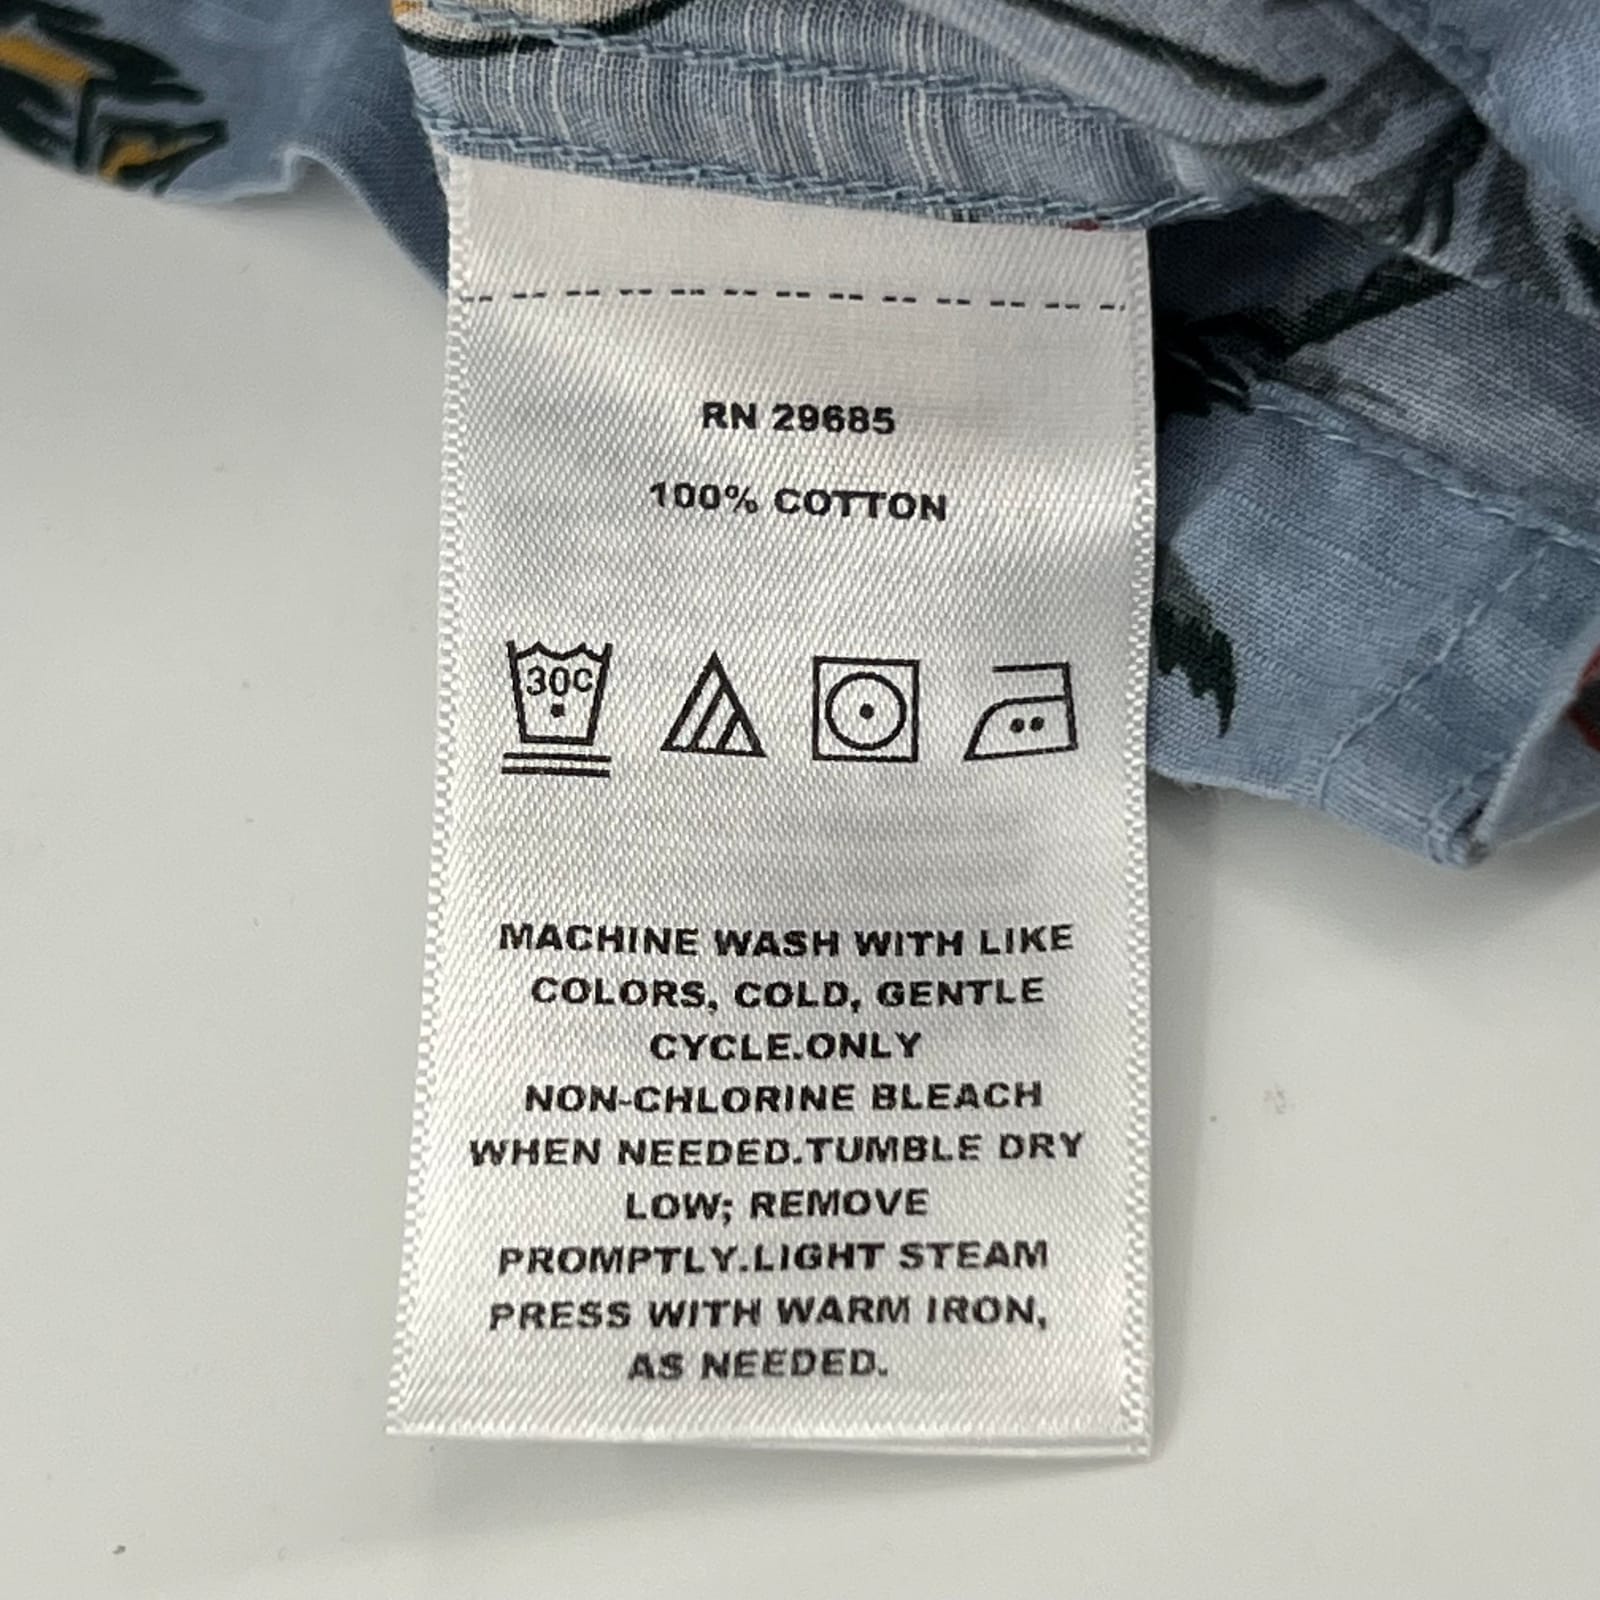 RN 29685
100% COTTON
30C
MACHINE WASH WITH LIKE
COLORS, COLD, GENTLE
CYCLE.ONLY
NON-CHLORINE BLEACH
WHEN NEEDED.TUMBLE DRY
LOW; REMOVE
PROMPTLY.LIGHT STEAM
PRESS WITH WARM IRON,
AS NEEDED.